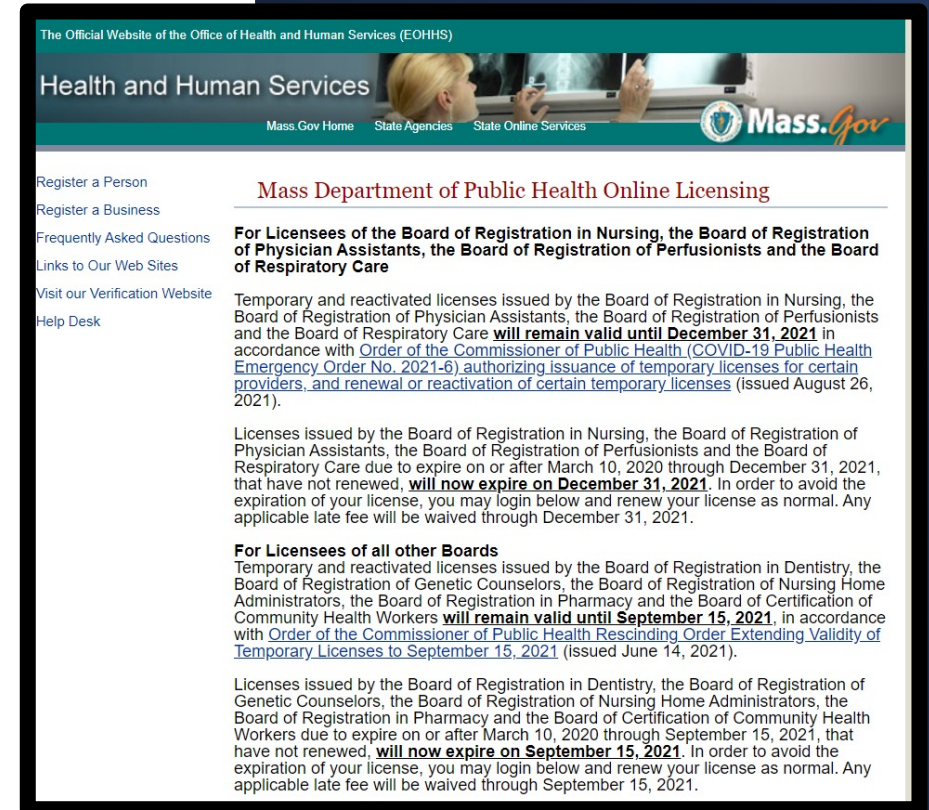 The Official Website of the Office of Health and Human Services (EOHHS)
Health and Human Services
Mass.Gov Home State Agencies State Online Services
Mass.Gov
Register a Person
Register a Business
Frequently Asked Questions
Links to Our Web Sites
Visit our Verification Website
Help Desk
Mass Department of Public Health Online Licensing
For Licensees of the Board of Registration in Nursing, the Board of Registration
of Physician Assistants, the Board of Registration of Perfusionists and the Board
of Respiratory Care
Temporary and reactivated licenses issued by the Board of Registration in Nursing, the
Board of Registration of Physician Assistants, the Board of Registration of Perfusionists
and the Board of Respiratory Care will remain valid until December 31, 2021 in
accordance with Order of the Commissioner of Public Health (COVID-19 Public Health
Emergency Order No. 2021-6) authorizing issuance of temporary licenses for certain
providers, and renewal or reactivation of certain temporary licenses (issued August 26,
2021).
Licenses issued by the Board of Registration in Nursing, the Board of Registration of
Physician Assistants, the Board of Registration of Perfusionists and the Board of
Respiratory Care due to expire on or after March 10, 2020 through December 31, 2021,
that have not renewed, will now expire on December 31, 2021. In order to avoid the
expiration of your license, you may login below and renew your license as normal. Any
applicable late fee will be waived through December 31, 2021.
For Licensees of all other Boards
Temporary and reactivated licenses issued by the Board of Registration in Dentistry, the
Board of Registration of Genetic Counselors, the Board of Registration of Nursing Home
Administrators, the Board of Registration in Pharmacy and the Board of Certification of
Community Health Workers will remain valid until September 15, 2021, in accordance
with Order of the Commissioner of Public Health Rescinding Order Extending Validity of
Temporary Licenses to September 15, 2021 (issued June 14, 2021).
Licenses issued by the Board of Registration in Dentistry, the Board of Registration of
Genetic Counselors, the Board of Registration of Nursing Home Administrators, the
Board of Registration in Pharmacy and the Board of Certification of Community Health
Workers due to expire on or after March 10, 2020 through September 15, 2021, that
have not renewed, will now expire on September 15, 2021. In order to avoid the
expiration of your license, you may login below and renew your license as normal. Any
applicable late fee will be waived through September 15, 2021.